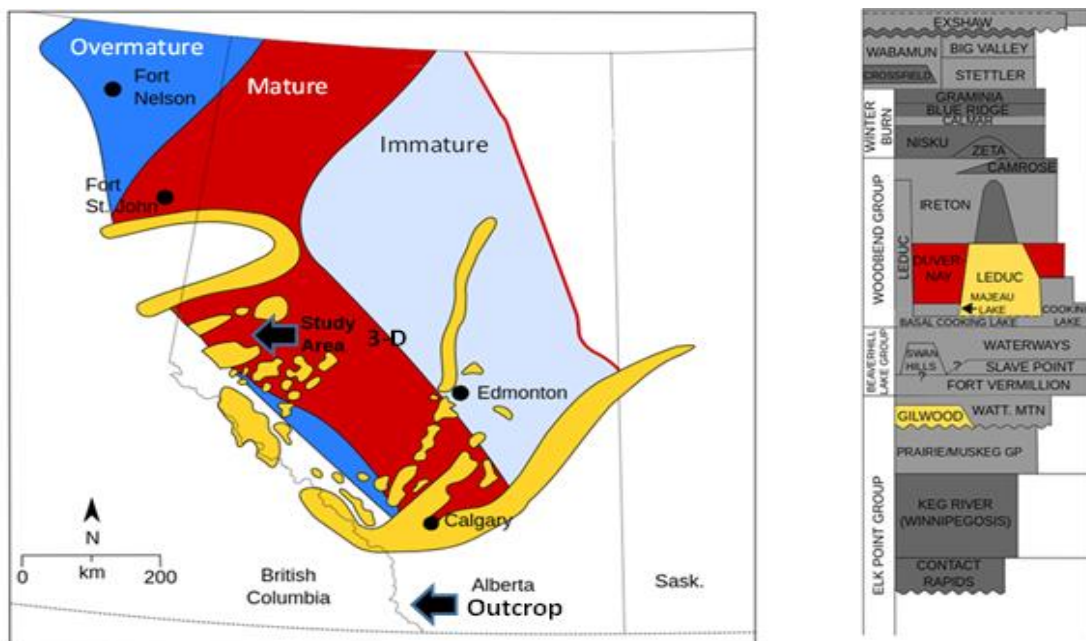 Overmature
Fort
Nelson
Mature
Immature
Fort
St. John
Study
Area
3-D
Edmonton
Calgary
N
0
km
200
British
Columbia
Alberta
Outcrop
Sask.
EXSHAW
WABAMUN
BIG VALLEY
CROSSFIELD
STETTLER
WINTER
BURN
GRAMINIA
BLUE RIDGE
CALMAR
NISKU
ZETA
WOODBEND GROUP
CAMROSE
IRETON
LEDUC
DUVER-
NAY
LEDUC
MAJEAU
LAKE
COOKING
LAKE
BASAL COOKING LAKE
BEAVERHILL
LAKE GROUP
SWAN
HILLS
?
?
WATERWAYS
SLAVE POINT
FORT VERMILLION
ELK POINT GROUP
GILWOOD
WATT. MTN
PRAIRIE/MUSKEG GP
KEG RIVER
(WINNIPEGOSIS)
CONTACT
RAPIDS